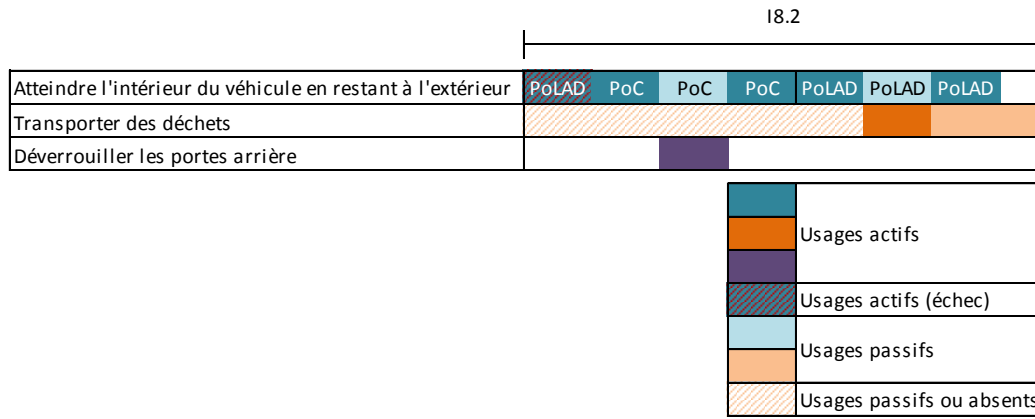 I8.2
Atteindre l'intérieur du véhicule en restant à l'extérieur PoLAD PoC PoC PoC PoLAD PoLAD PoLAD
Transporter des déchets
Déverrouiller les portes arrière
Usages actifs
Usages actifs (échec)
Usages passifs
Usages passifs ou absents